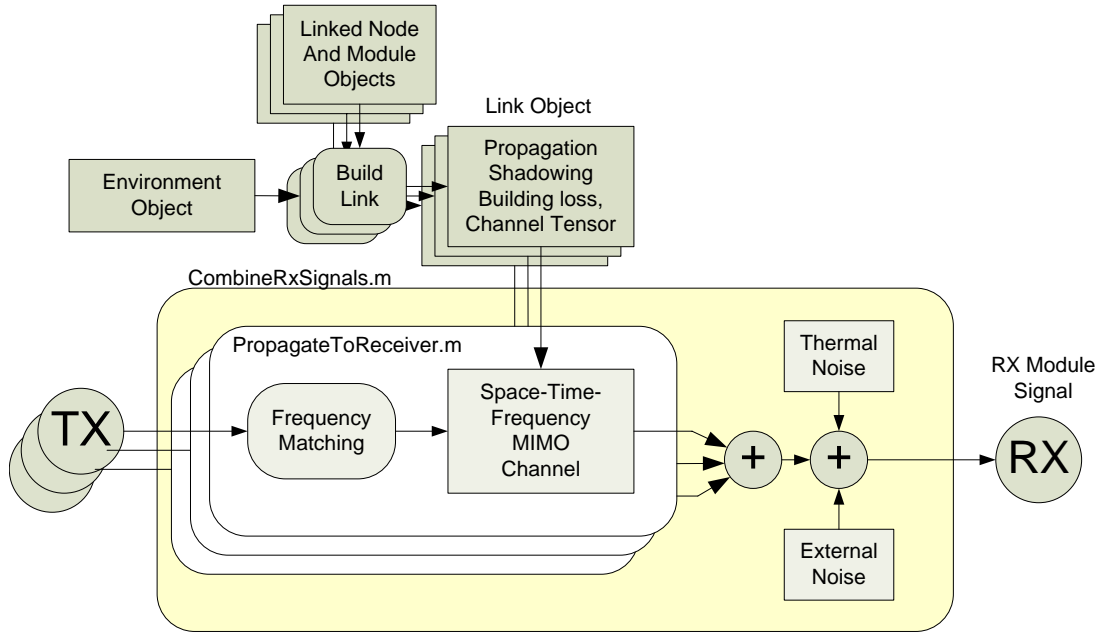 Linked Node
And Module
Objects
Link Object
Environment
Object
Build
Link
Propagation
Shadowing
Building loss,
Channel Tensor
CombineRxSignals.m
PropagateToReceiver.m
TX
Frequency
Matching
Space-Time-
Frequency
MIMO
Channel
+
+
Thermal
Noise
External
Noise
RX Module
Signal
RX